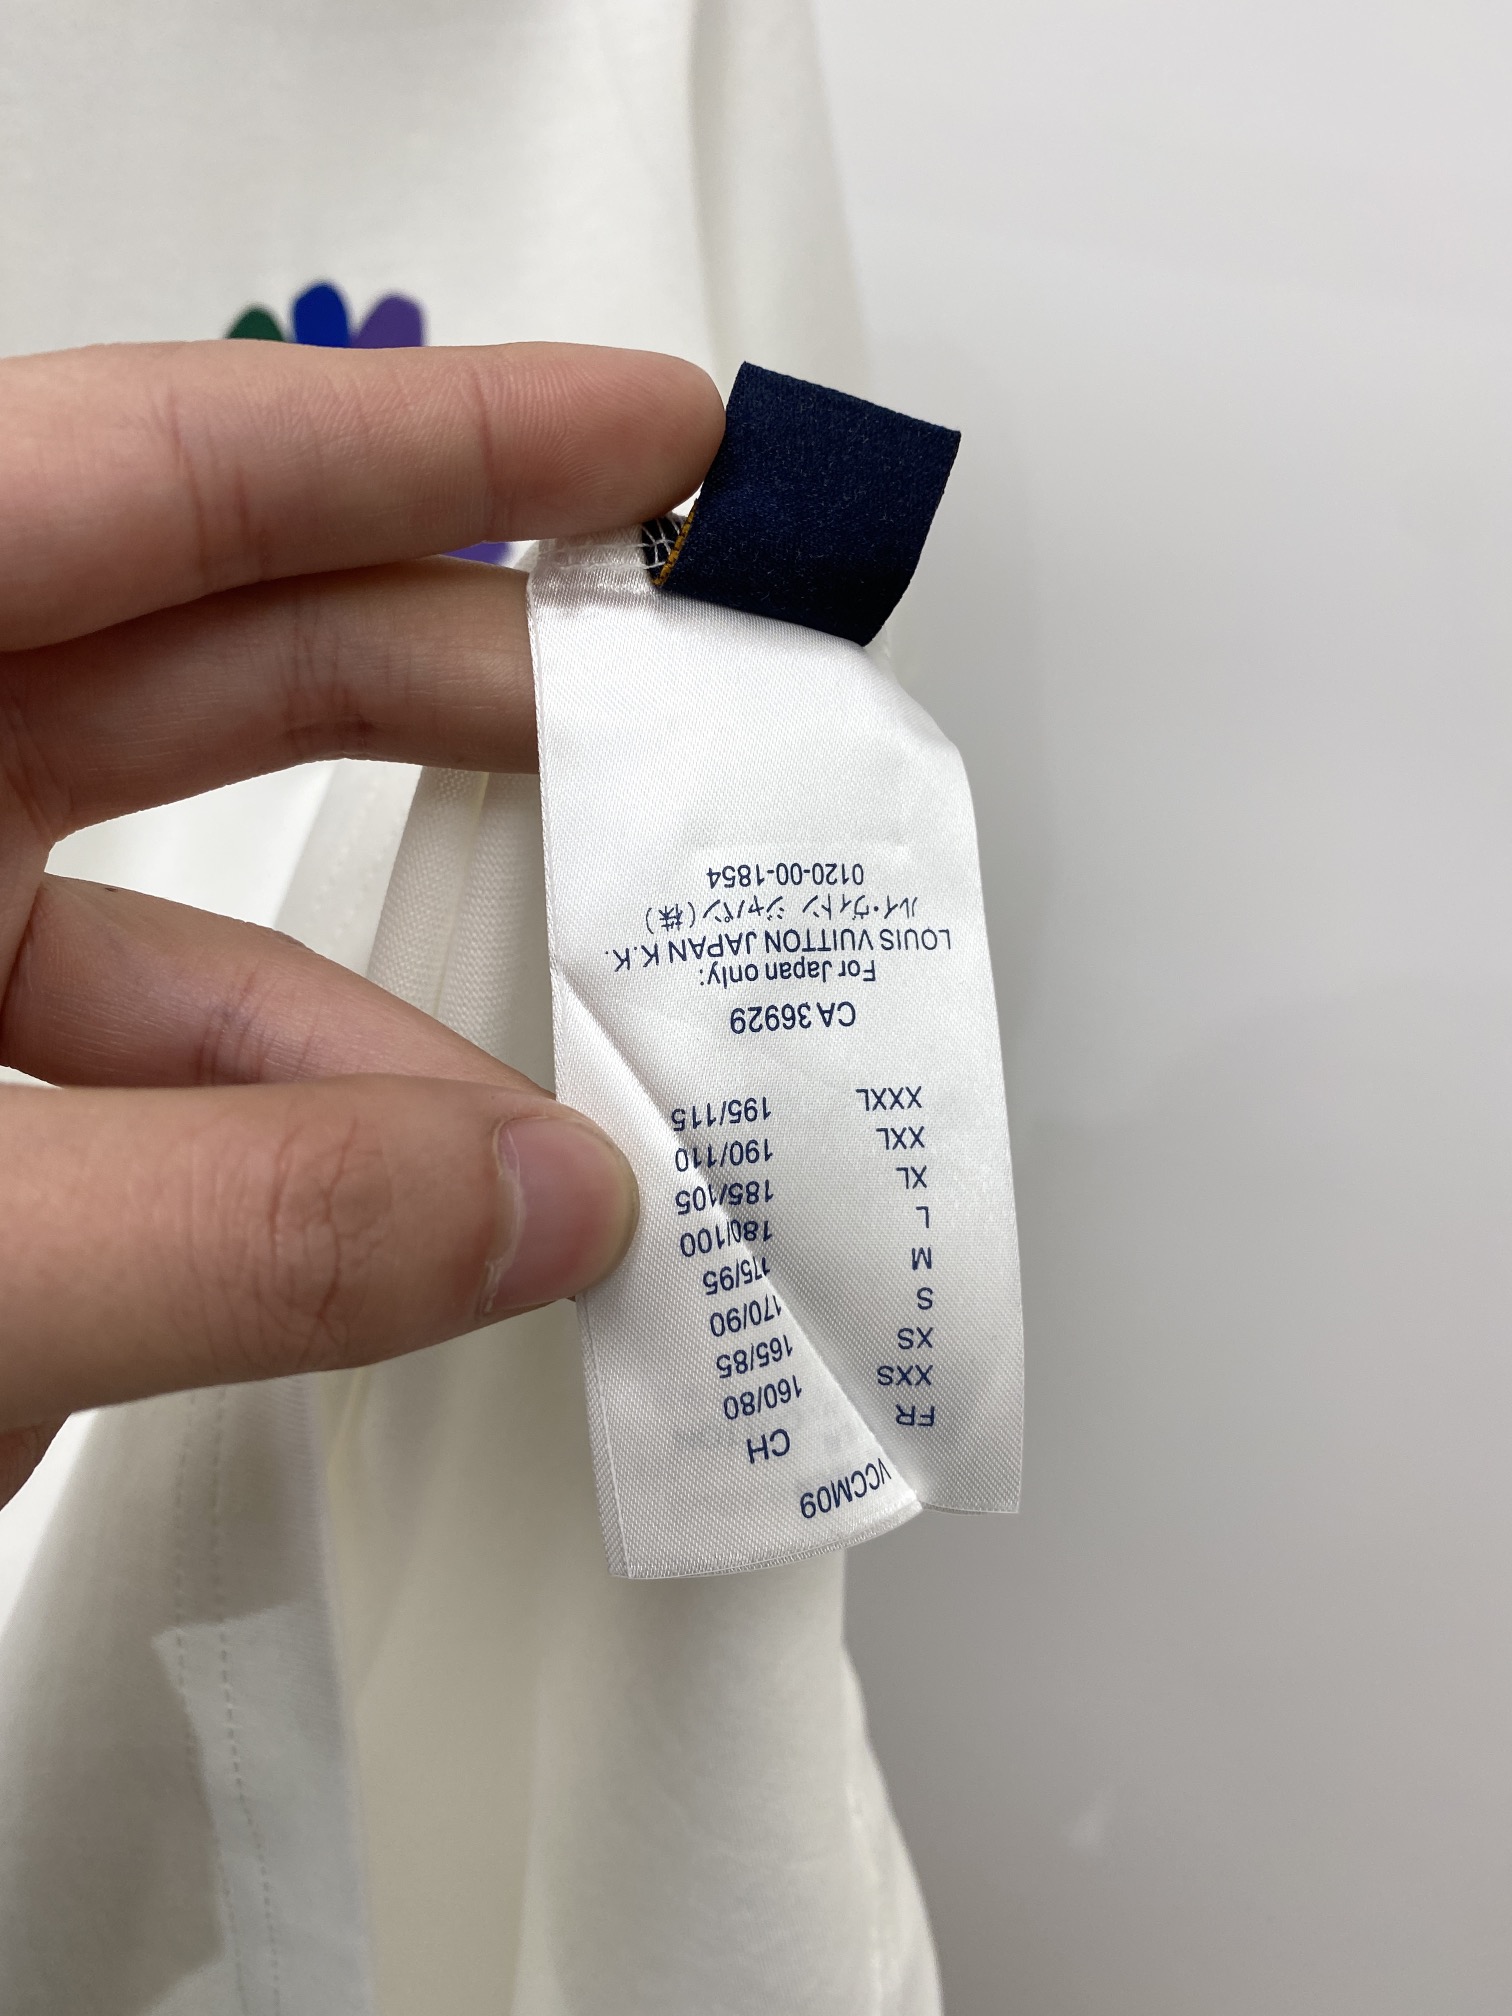 VCCM09
FR CH
XXS 160/80
XS 165/85
S 170/90
M 175/95
L 180/100
XL 185/105
XXL 190/110
XXXL 195/115
CA 36929
For Japan only:
LOUIS VUITTON JAPAN K.K.
ルイ・ヴィトン ジャパン(株)
0120-00-1854